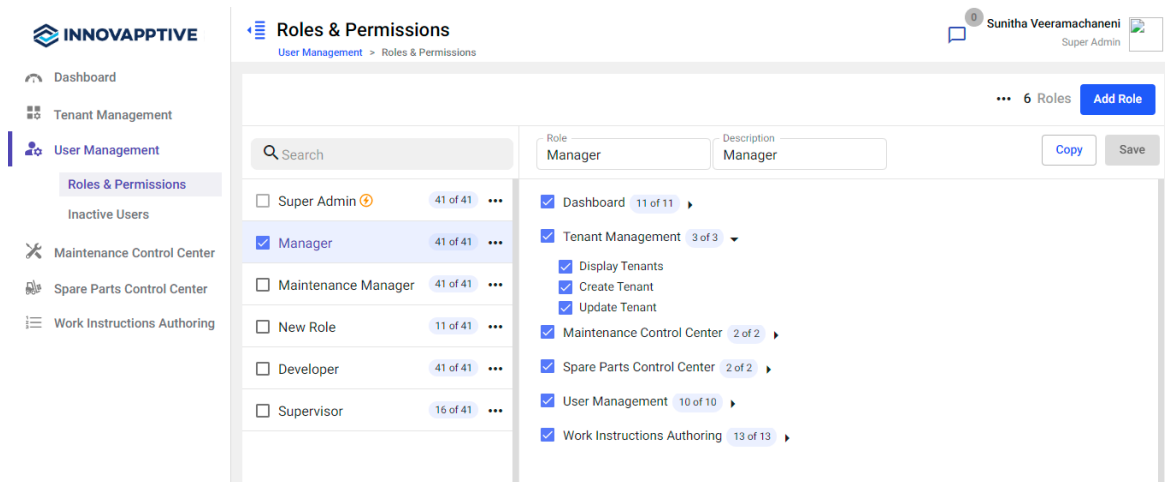 INNOVAPPTIVE
Dashboard
Tenant Management
User Management
Roles & Permissions
Inactive Users
Maintenance Control Center
Spare Parts Control Center
Work Instructions Authoring
Roles & Permissions
User Management > Roles & Permissions
0
Sunitha Veeramachaneni
Super Admin
6 Roles
Add Role
Search
Super Admin 41 of 41
Manager 41 of 41
Maintenance Manager 41 of 41
New Role 11 of 41
Developer 41 of 41
Supervisor 16 of 41
Role
Manager
Description
Manager
Copy
Save
Dashboard 11 of 11
Tenant Management 3 of 3
Display Tenants
Create Tenant
Update Tenant
Maintenance Control Center 2 of 2
Spare Parts Control Center 2 of 2
User Management 10 of 10
Work Instructions Authoring 13 of 13